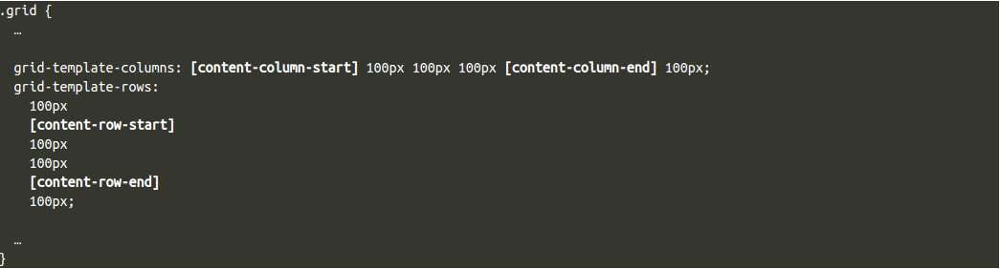 .grid {
…
grid-template-columns: [content-column-start] 100px 100px 100px [content-column-end] 100px;
grid-template-rows:
100px
[content-row-start]
100px
100px
[content-row-end]
100px;
…
}